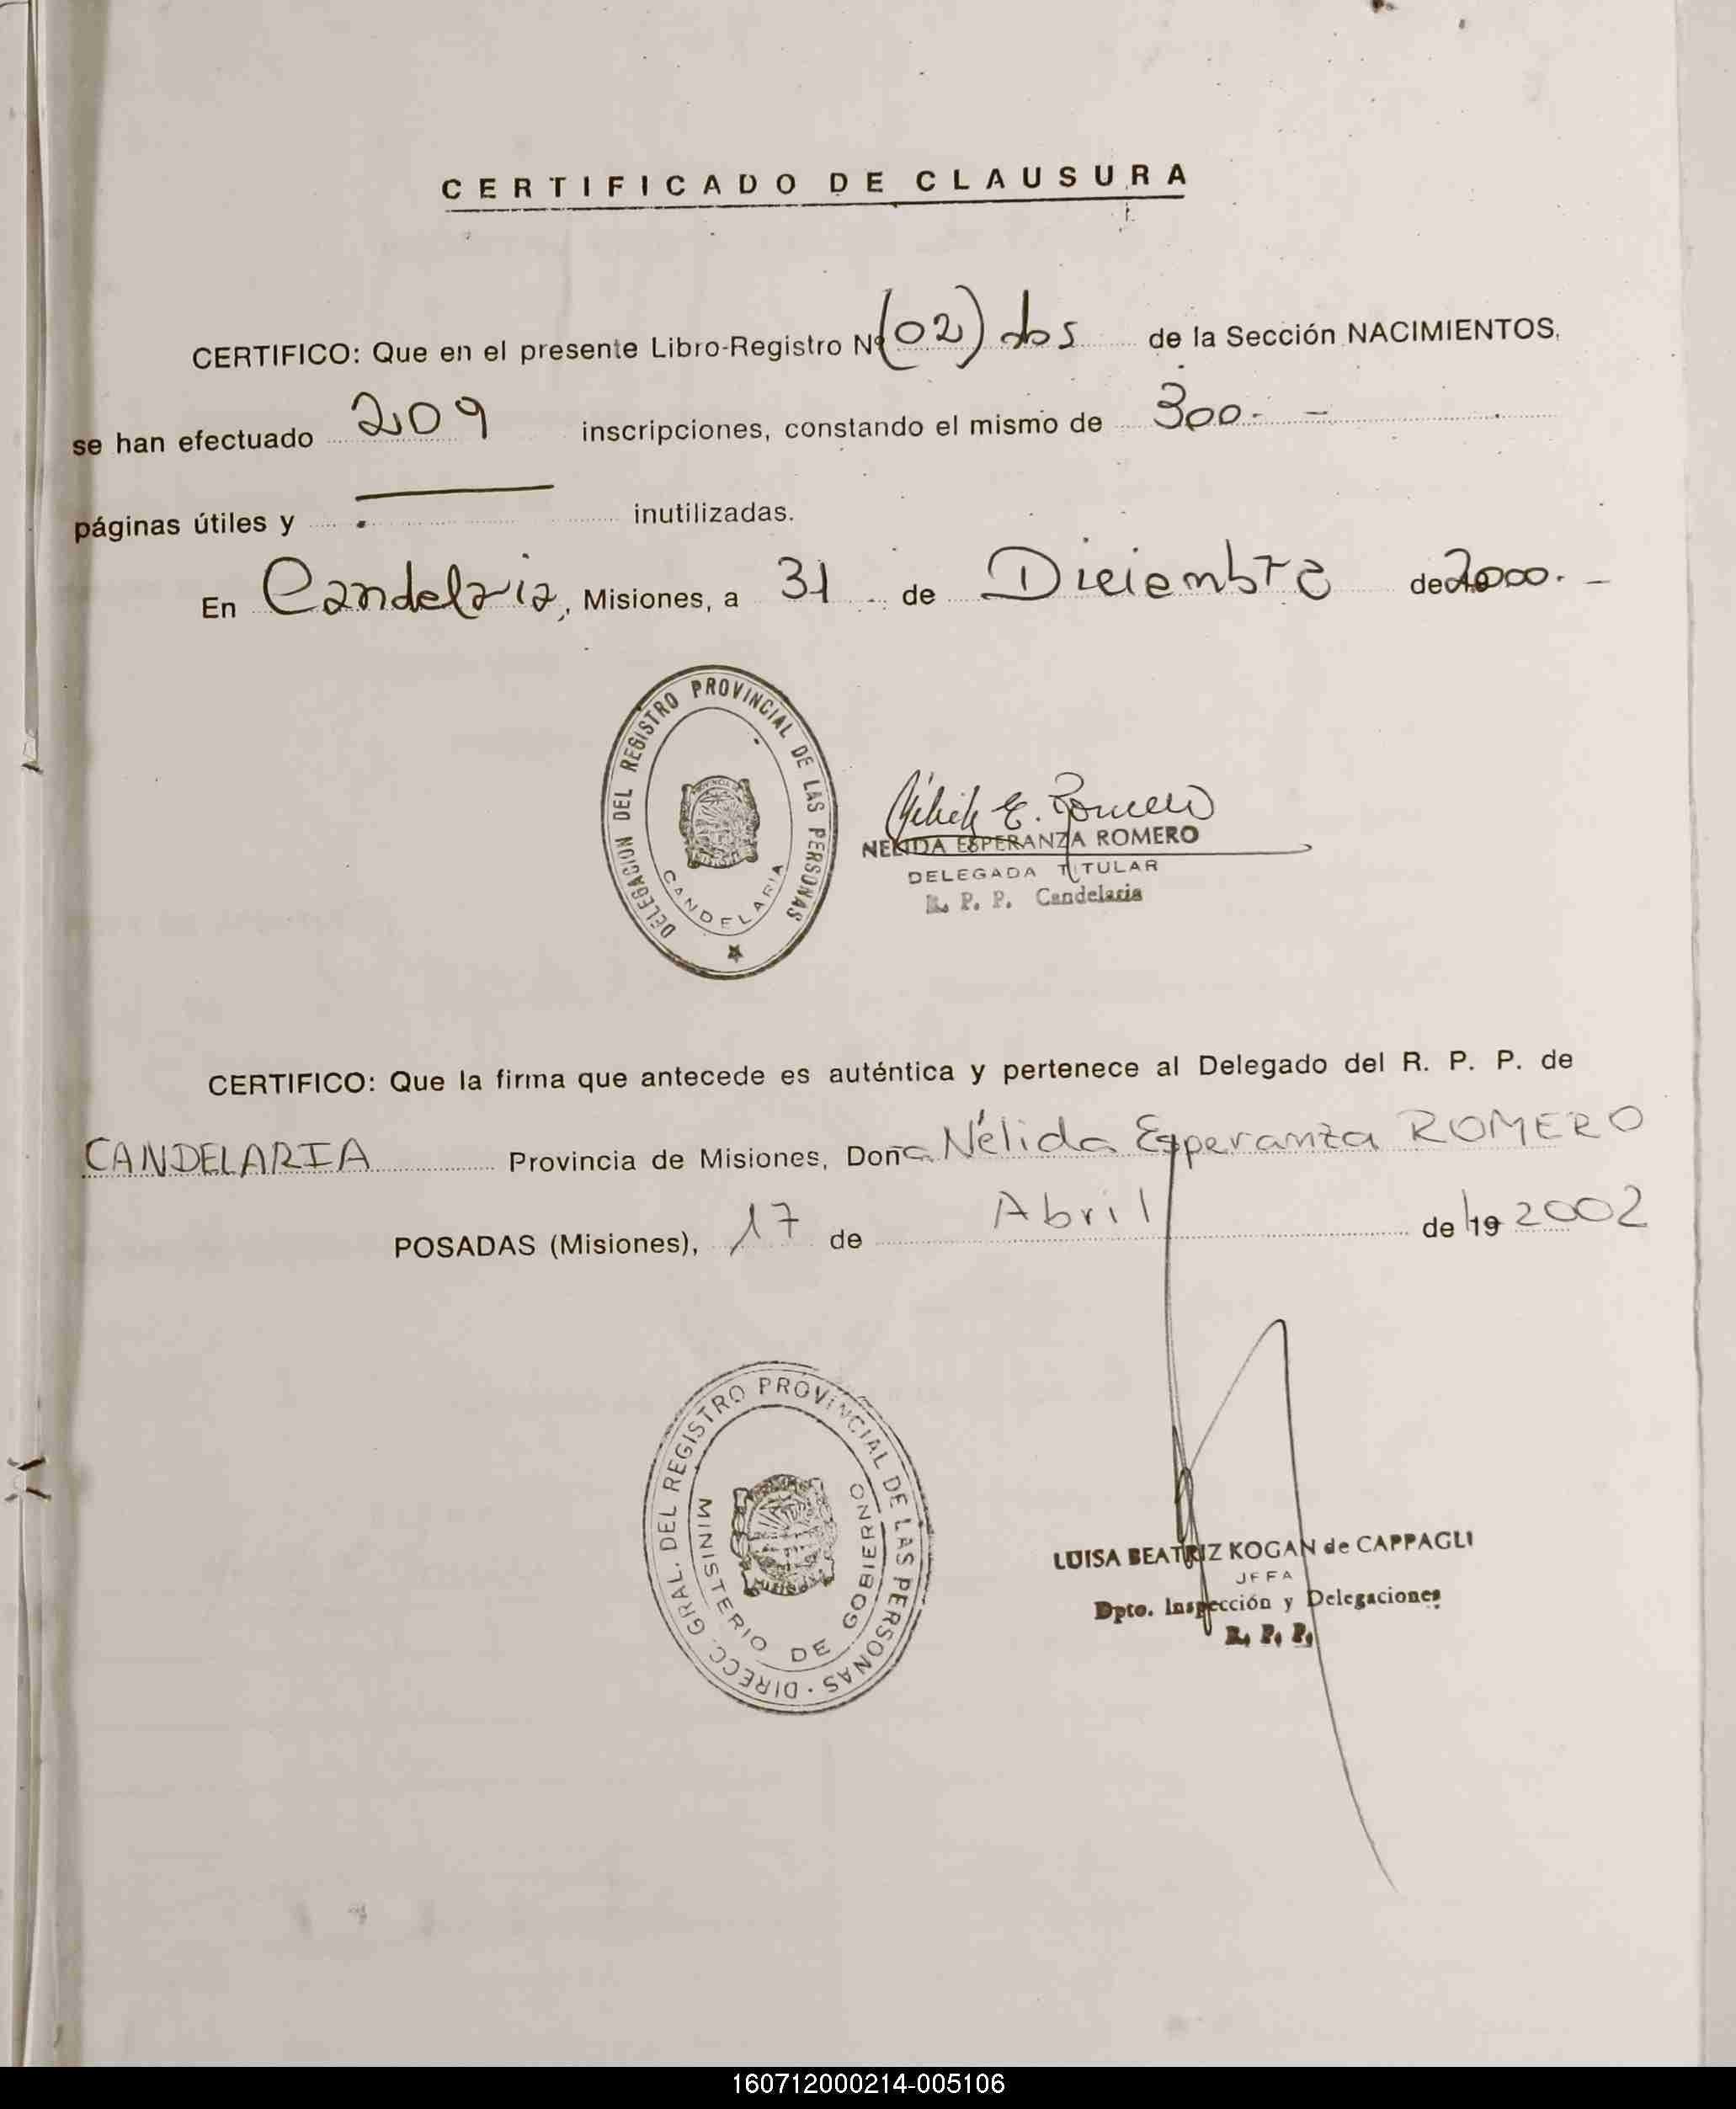 CERTIFICADO DE CLAUSURA
CERTIFICO: Que en el presente Libro-Registro Nº (02) dos de la Sección NACIMIENTOS,
se han efectuado 209 inscripciones, constando el mismo de 300.- –
páginas útiles y inutilizadas.
En Candelaria, Misiones, a 31 de Diciembre de 2000. –
DELEGACION DEL REGISTRO PROVINCIAL DE LAS PERSONAS
CANDELARIA
NELIDA ESPERANZA ROMERO
DELEGADA TITULAR
R. P. P. Candelaria
CERTIFICO: Que la firma que antecede es auténtica y pertenece al Delegado del R. P. P. de
CANDELARIA Provincia de Misiones, Doña Nélida Esperanza ROMERO
POSADAS (Misiones), 17 de Abril de 19 2002
DIRECC. GRAL. DEL REGISTRO PROVINCIAL DE LAS PERSONAS
MINISTERIO DE GOBIERNO
LUISA BEATRIZ KOGAN de CAPPAGLI
JEFA
Dpto. Inspección y Delegaciones
R. P. P.
160712000214-005106